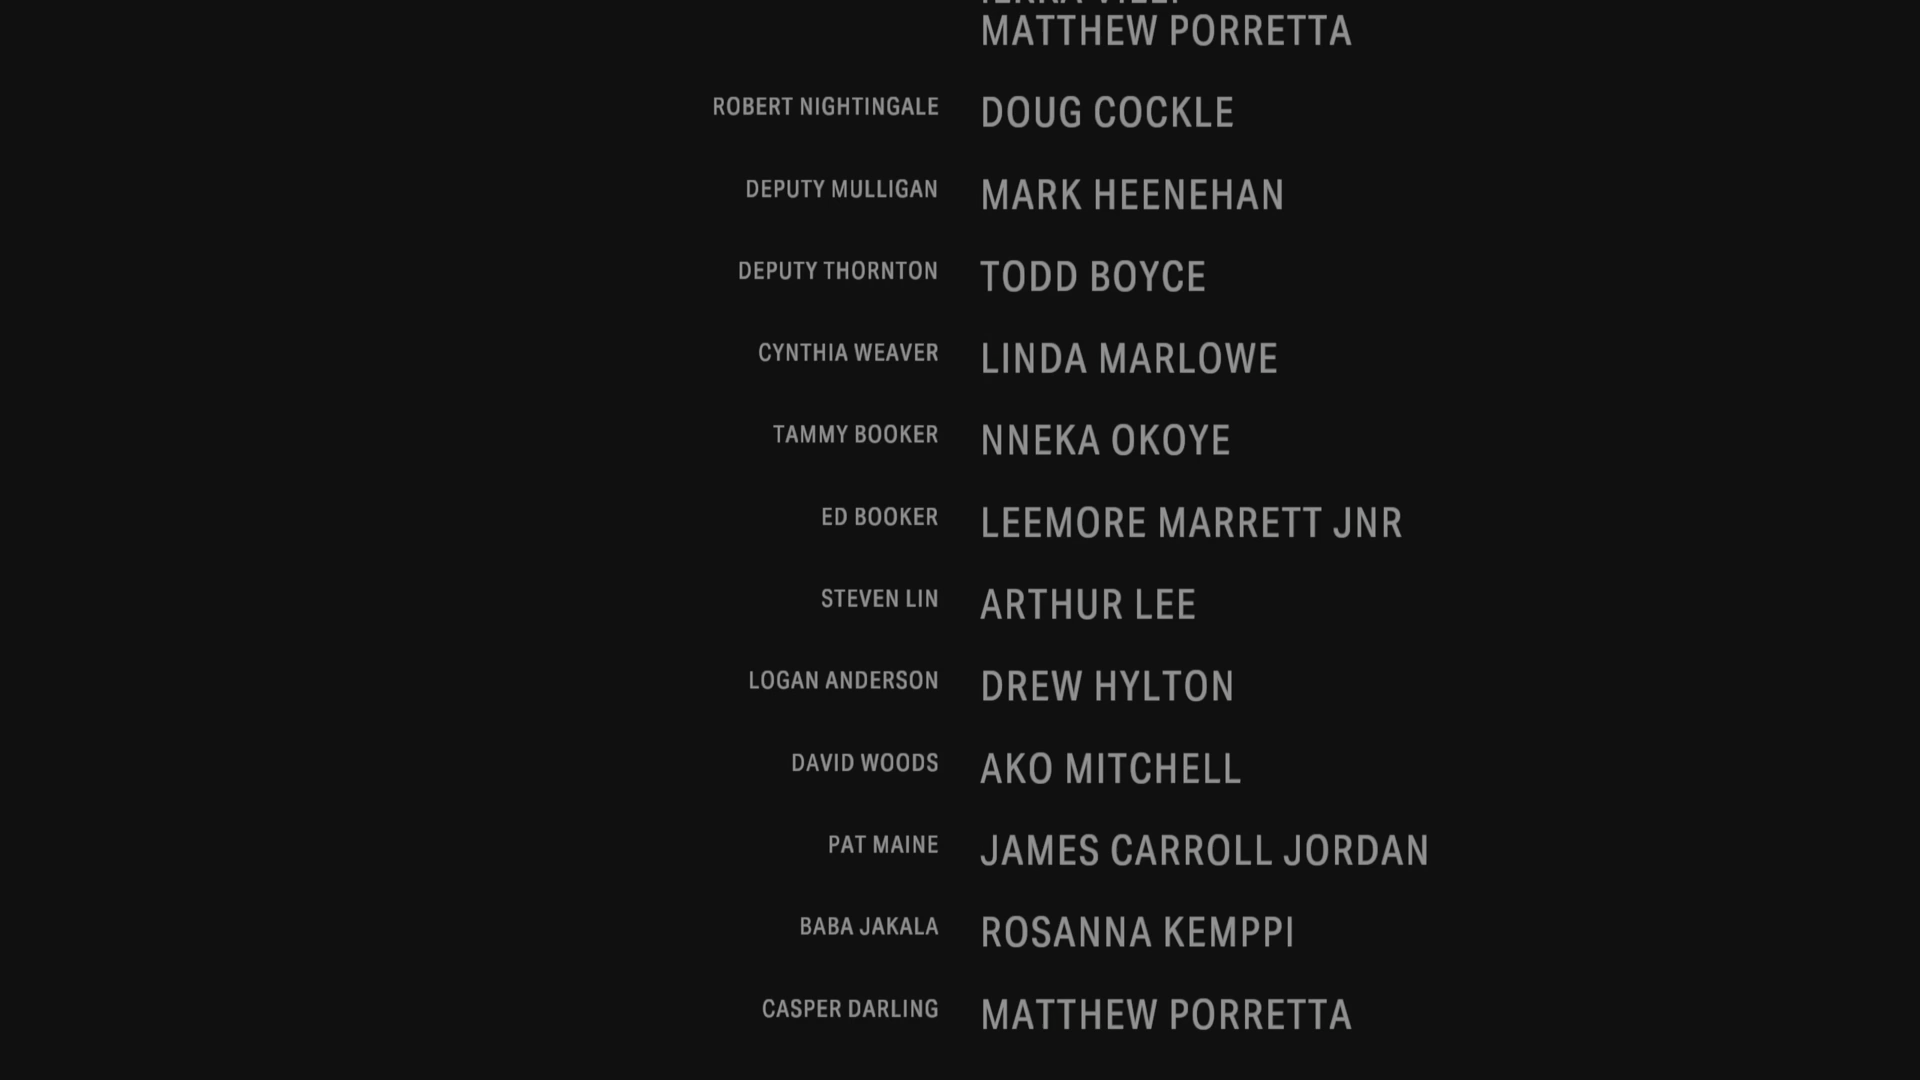 MATTHEW PORRETTA
ROBERT NIGHTINGALE DOUG COCKLE
DEPUTY MULLIGAN MARK HEENEHAN
DEPUTY THORNTON TODD BOYCE
CYNTHIA WEAVER LINDA MARLOWE
TAMMY BOOKER NNEKA OKOYE
ED BOOKER LEEMORE MARRETT JNR
STEVEN LIN ARTHUR LEE
LOGAN ANDERSON DREW HYLTON
DAVID WOODS AKO MITCHELL
PAT MAINE JAMES CARROLL JORDAN
BABA JAKALA ROSANNA KEMPPI
CASPER DARLING MATTHEW PORRETTA